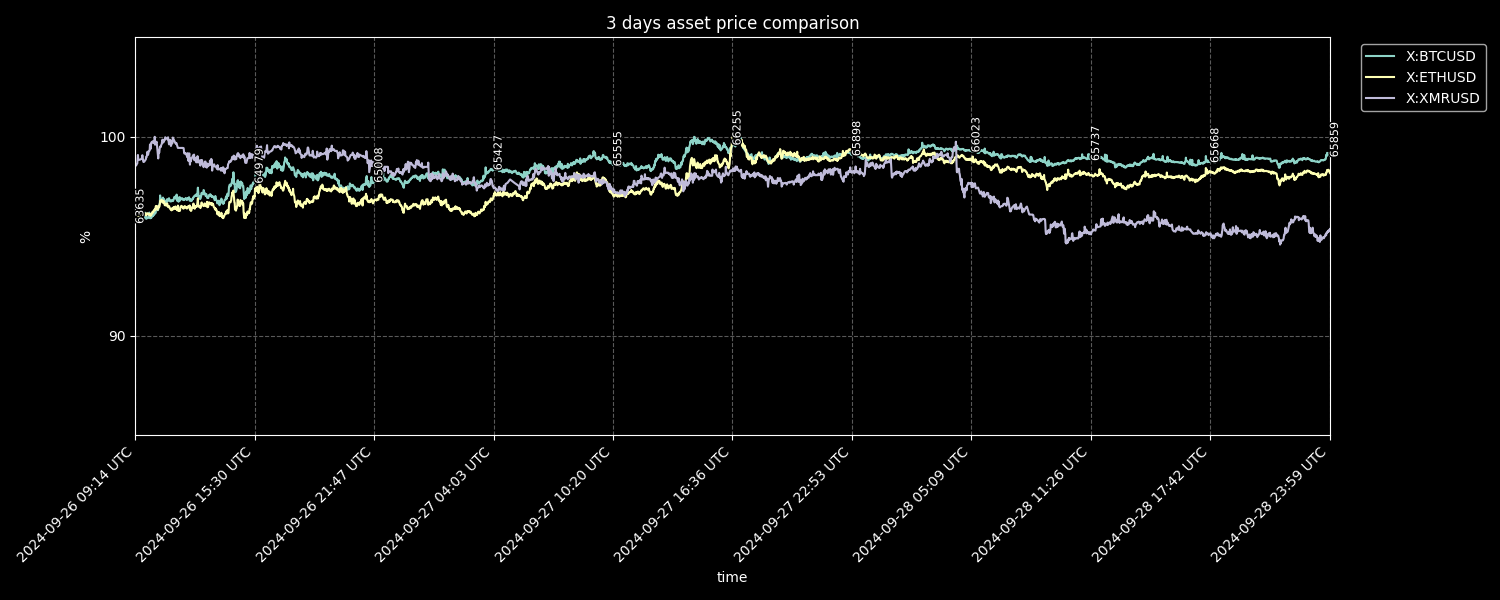 3 days asset price comparison
X:BTCUSD
X:ETHUSD
X:XMRUSD
100
90
%
63635
64979
65008
65427
65555
66255
65898
66023
65737
65668
65859
2024-09-26 09:14 UTC
2024-09-26 15:30 UTC
2024-09-26 21:47 UTC
2024-09-27 04:03 UTC
2024-09-27 10:20 UTC
2024-09-27 16:36 UTC
2024-09-27 22:53 UTC
2024-09-28 05:09 UTC
2024-09-28 11:26 UTC
2024-09-28 17:42 UTC
2024-09-28 23:59 UTC
time